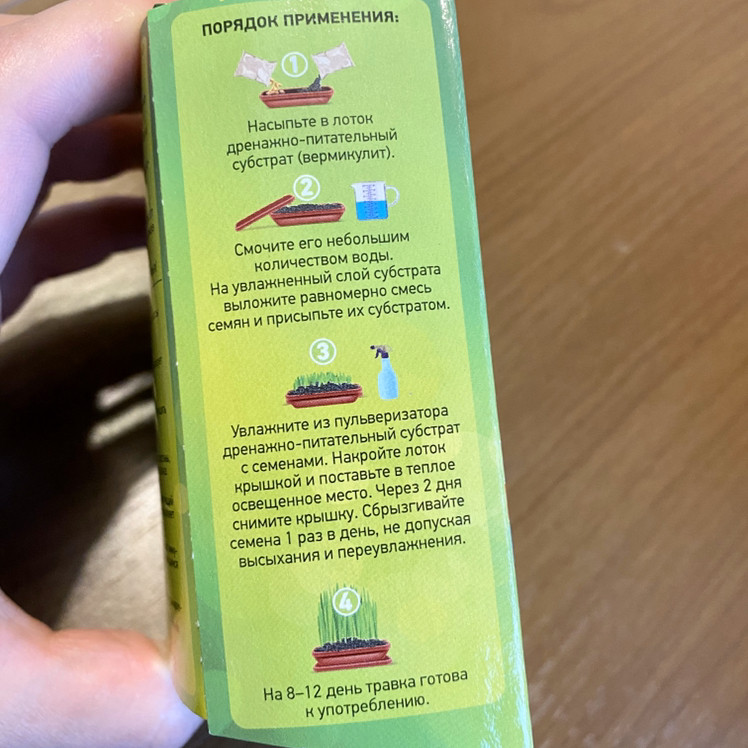 ПОРЯДОК ПРИМЕНЕНИЯ:
1
Насыпьте в лоток
дренажно-питательный
субстрат (вермикулит).
2
Смочите его небольшим
количеством воды.
На увлажненный слой субстрата
выложите равномерно смесь
семян и присыпьте их субстратом.
3
Увлажните из пульверизатора
дренажно-питательный субстрат
с семенами. Накройте лоток
крышкой и поставьте в теплое
освещенное место. Через 2 дня
снимите крышку. Сбрызгивайте
семена 1 раз в день, не допуская
высыхания и переувлажнения.
4
На 8–12 день травка готова
к употреблению.